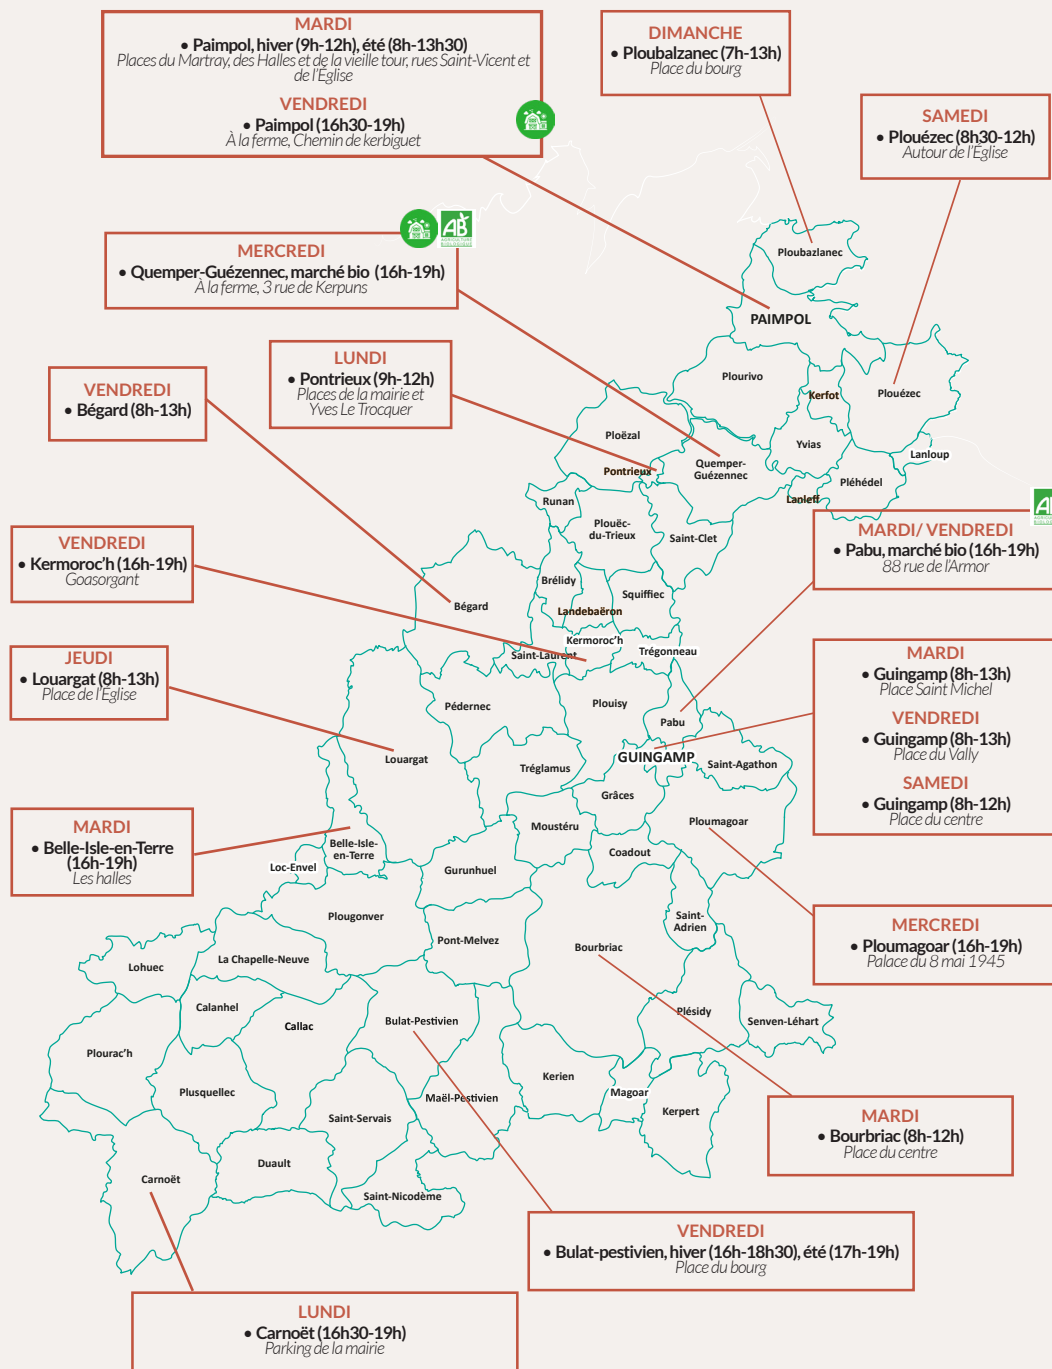 MARDI
• Paimpol, hiver (9h-12h), été (8h-13h30)
Places du Martray, des Halles et de la vieille tour, rues Saint-Vicent et
de l'Église
VENDREDI
• Paimpol (16h30-19h)
À la ferme, Chemin de kerbiguet
DIMANCHE
• Ploubalzanec (7h-13h)
Place du bourg
SAMEDI
• Plouézec (8h30-12h)
Autour de l'Église
AB
MERCREDI
• Quemper-Guézennec, marché bio (16h-19h)
À la ferme, 3 rue de Kerpuns
LUNDI
• Pontrieux (9h-12h)
Places de la mairie et
Yves Le Trocquer
VENDREDI
• Bégard (8h-13h)
VENDREDI
• Kermoroc'h (16h-19h)
Goasorgant
JEUDI
• Louargat (8h-13h)
Place de l'Église
MARDI
• Belle-Isle-en-Terre
(16h-19h)
Les halles
MARDI/ VENDREDI
• Pabu, marché bio (16h-19h)
88 rue de l'Armor
MARDI
• Guingamp (8h-13h)
Place Saint Michel
VENDREDI
• Guingamp (8h-13h)
Place du Vally
SAMEDI
• Guingamp (8h-12h)
Place du centre
MERCREDI
• Ploumagoar (16h-19h)
Palace du 8 mai 1945
MARDI
• Bourbriac (8h-12h)
Place du centre
VENDREDI
• Bulat-pestivien, hiver (16h-18h30), été (17h-19h)
Place du bourg
LUNDI
• Carnoët (16h30-19h)
Parking de la mairie
Ploubazlanec
PAIMPOL
Plourivo
Kerfot
Plouézec
Ploëzal
Yvias
Lanloup
Pontrieux
Quemper-
Guézennec
Pléhédel
Lanleff
Runan
Plouëc-
du-Trieux
Saint-Clet
Brélidy
Squiffiec
Bégard
Landebaëron
Kermoroc'h
Trégonneau
Saint-Laurent
Pédernec
Plouisy
Pabu
Louargat
Tréglamus
GUINGAMP
Saint-Agathon
Grâces
Moustéru
Ploumagoar
Belle-Isle-
en-Terre
Coadout
Loc-Envel
Gurunhuel
Plougonver
Saint-
Adrien
Pont-Melvez
Bourbriac
La Chapelle-Neuve
Lohuec
Calanhel
Callac
Bulat-Pestivien
Plésidy
Senven-Léhart
Plourac'h
Plusquellec
Kerien
Magoar
Maël-Pestivien
Kerpert
Saint-Servais
Duault
Carnoët
Saint-Nicodème